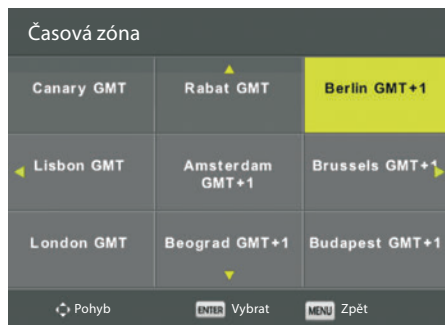 Časová zóna
Canary GMT
Rabat GMT
Berlin GMT+1
Lisbon GMT
Amsterdam
GMT+1
Brussels GMT+1
London GMT
Beograd GMT+1
Budapest GMT+1
Pohyb
ENTER Vybrat
MENU Zpět